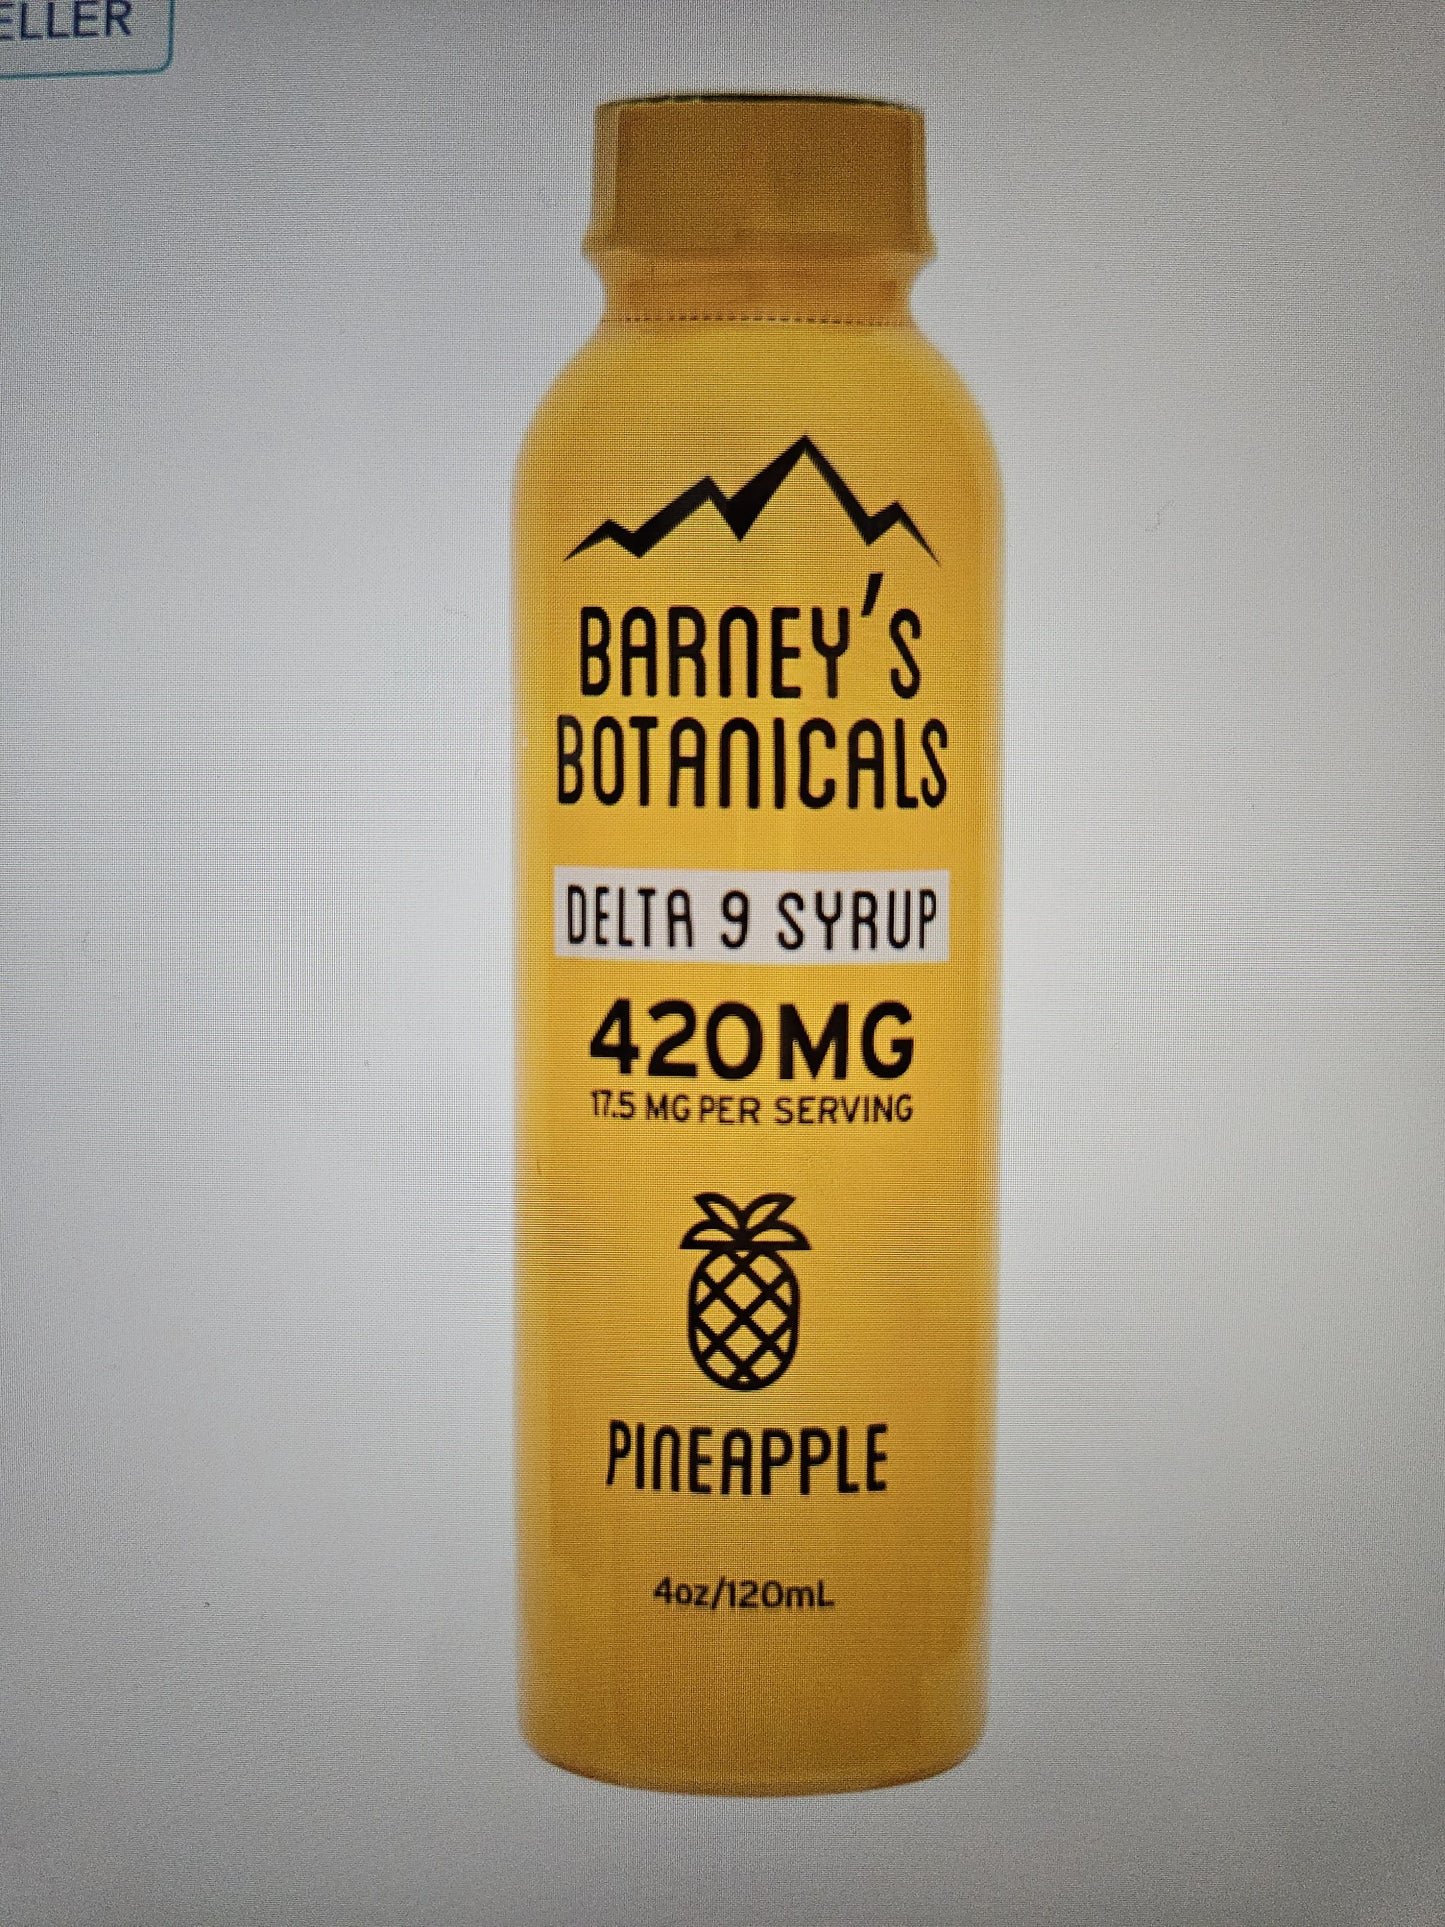 ELLER
BARNEY'S
BOTANICALS
DELTA 9 SYRUP
420MG
17.5 MG PER SERVING
PINEAPPLE
4oz/120mL